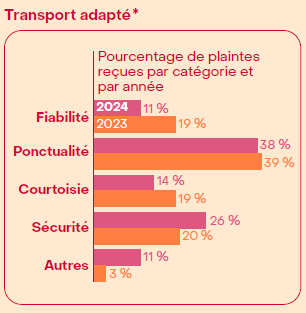 Transport adapté*
Pourcentage de plaintes
reçues par catégorie et
par année
Fiabilité
2024
11 %
2023
19 %
Ponctualité
38 %
39 %
Courtoisie
14 %
19 %
Sécurité
26 %
20 %
Autres
11 %
3 %